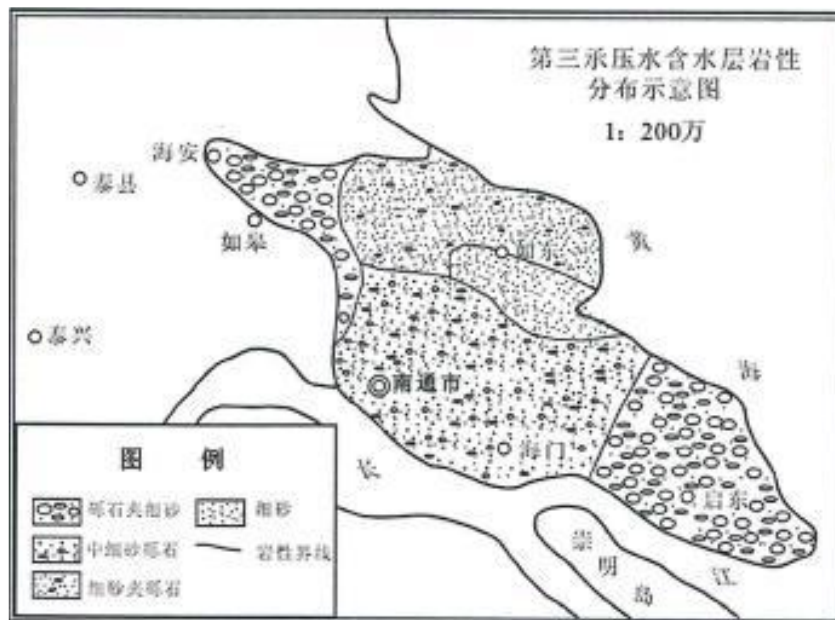 第三承压水含水层岩性
分布示意图
1：200万
海安
泰县
如皋
如东
黄
泰兴
海
南通市
海门
长
启东
江
崇
明
岛
图 例
砾石夹细砂
细砂
中细砂砾石
岩性界线
细砂夹砾石